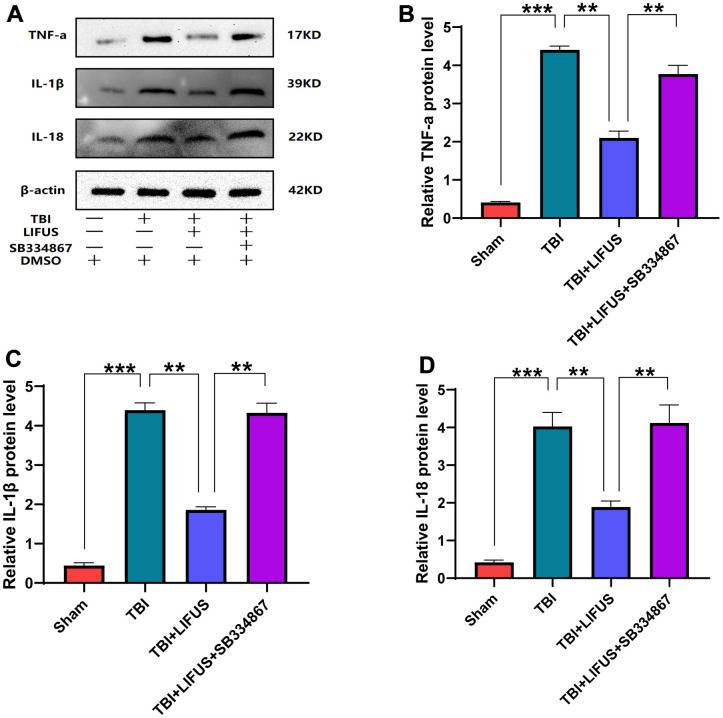 A
TNF-a 17KD
IL-1β 39KD
IL-18 22KD
β-actin 42KD
TBI — + + +
LIFUS — — + +
SB334867 — — — +
DMSO + + + +
B
*** ** **
Relative TNF-a protein level
5
4
3
2
1
0
Sham
TBI
TBI+LIFUS
TBI+LIFUS+SB334867
C
*** ** **
Relative IL-1β protein level
5
4
3
2
1
0
Sham
TBI
TBI+LIFUS
TBI+LIFUS+SB334867
D
*** ** **
Relative IL-18 protein level
5
4
3
2
1
0
Sham
TBI
TBI+LIFUS
TBI+LIFUS+SB334867